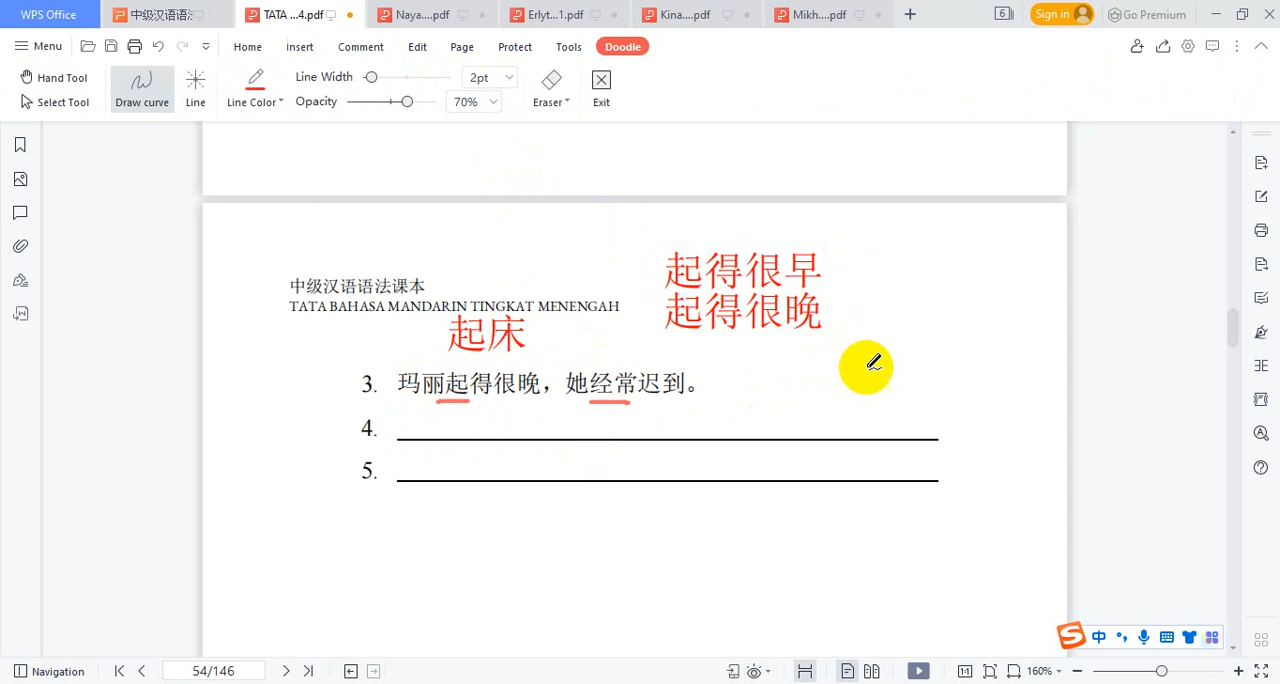 WPS Office
中级汉语语法
TATA ...4.pdf
Naya....pdf
Erlyt...1.pdf
Kina....pdf
Mikh....pdf
6
Sign in
Go Premium
Menu
Home
Insert
Comment
Edit
Page
Protect
Tools
Doodle
Hand Tool
Select Tool
Draw curve
Line
Line Color
Line Width
2pt
Opacity
70%
Eraser
Exit
中级汉语语法课本
TATA BAHASA MANDARIN TINGKAT MENENGAH
起得很早
起得很晚
起床
3. 玛丽起得很晚，她经常迟到。
4.
5.
中
Navigation
54/146
160%